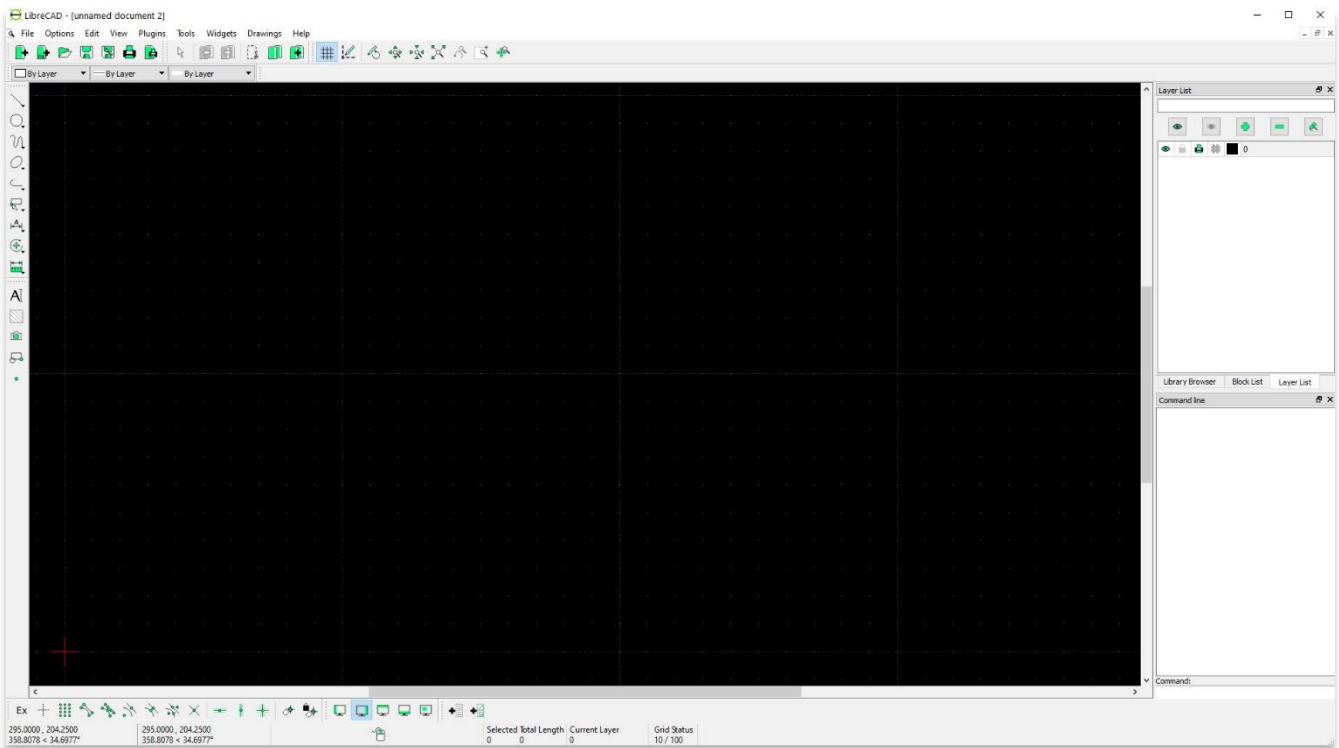 LibreCAD - [unnamed document 2]
File Options Edit View Plugins Tools Widgets Drawings Help
By Layer By Layer By Layer
Layer List
0
Library Browser Block List Layer List
Command line
Command:
Ex
295.0000 , 204.2500 295.0000 , 204.2500 Selected Total Length Current Layer Grid Status
358.8078 < 34.6977° 358.8078 < 34.6977° 0 0 0 10 / 100